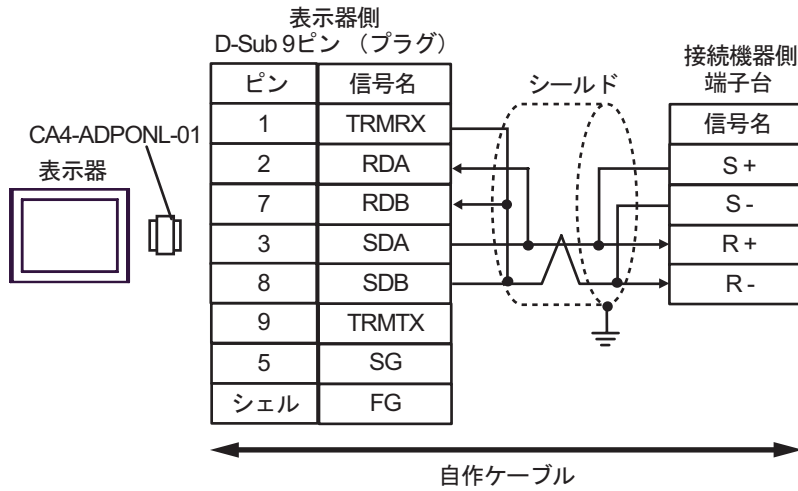 表示器側
D-Sub 9ピン （プラグ）
接続機器側
端子台
シールド
CA4-ADPONL-01
表示器
ピン 信号名
1 TRMRX
2 RDA
7 RDB
3 SDA
8 SDB
9 TRMTX
5 SG
シェル FG
信号名
S +
S -
R +
R -
自作ケーブル